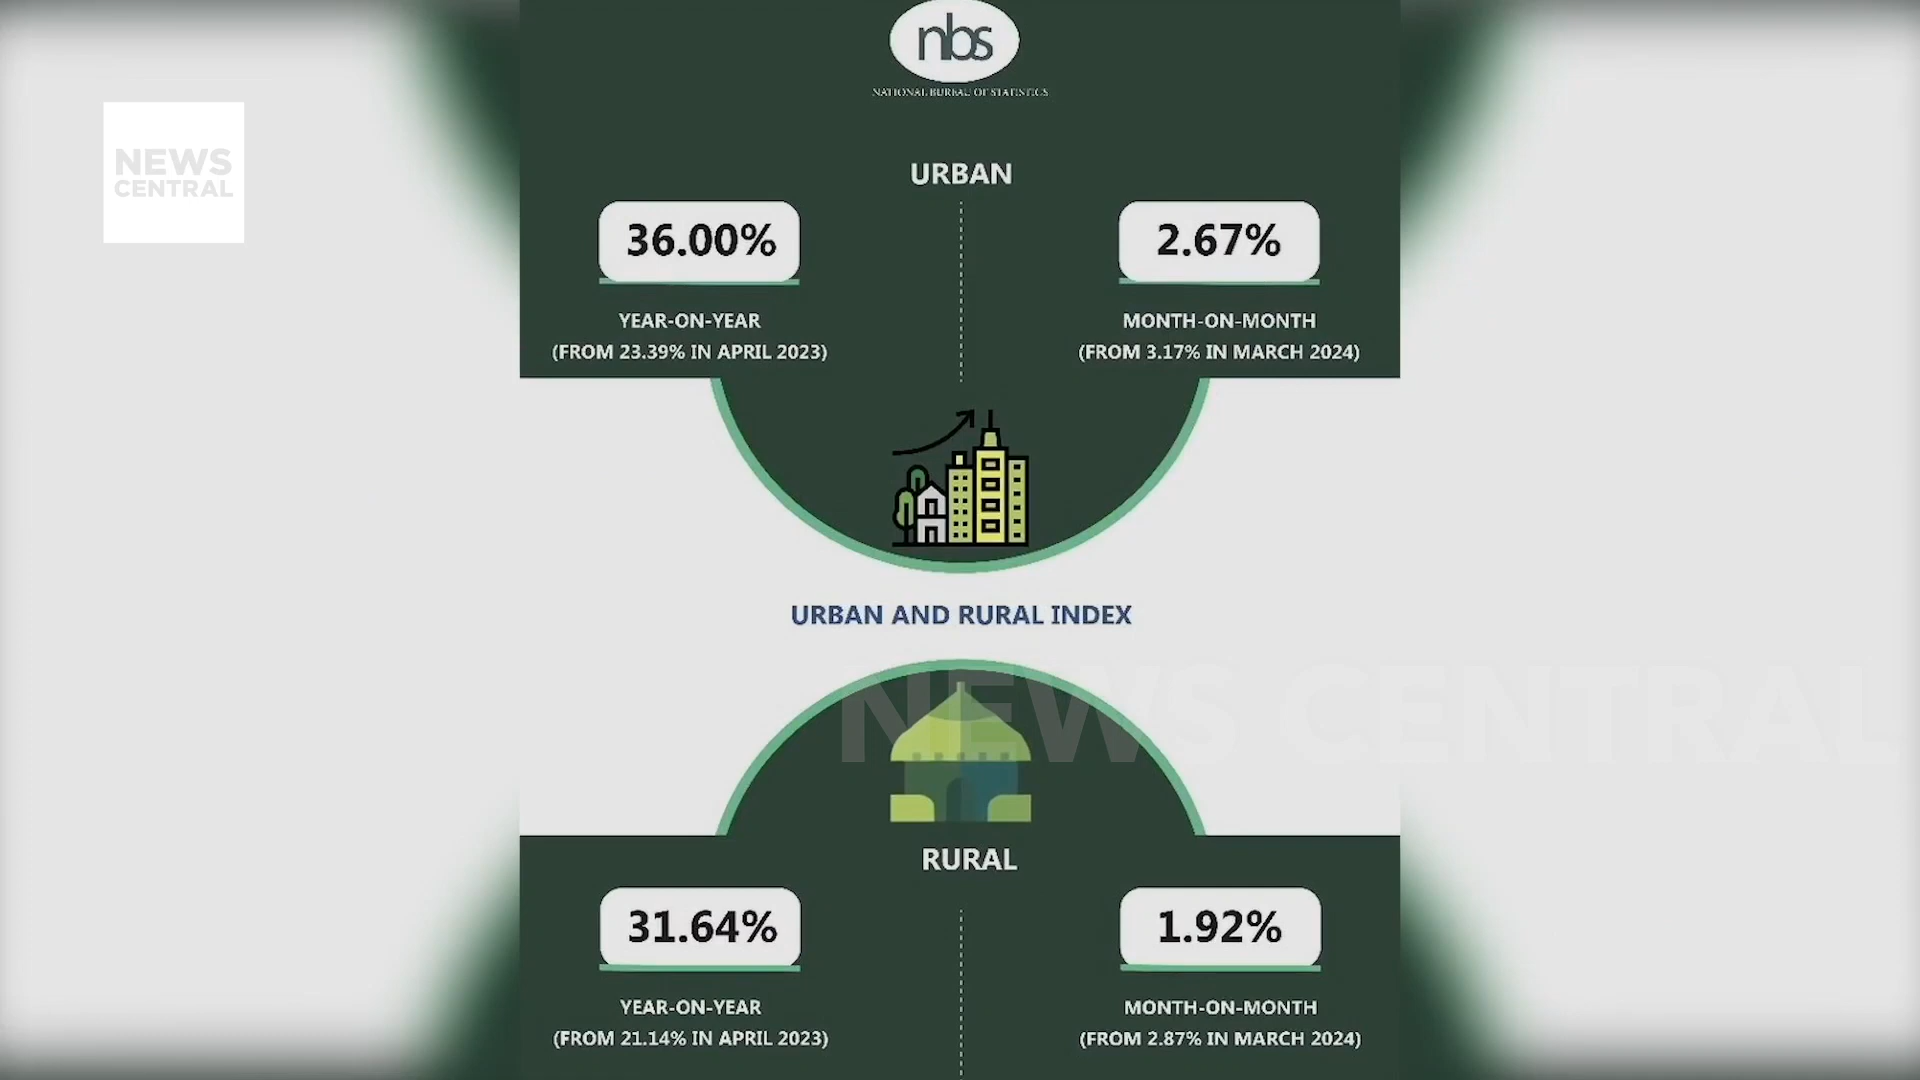 nbs
NATIONAL BUREAU OF STATISTICS
NEWS
CENTRAL
URBAN
36.00%
2.67%
YEAR-ON-YEAR
(FROM 23.39% IN APRIL 2023)
MONTH-ON-MONTH
(FROM 3.17% IN MARCH 2024)
URBAN AND RURAL INDEX
NEWS CENTRAL
RURAL
31.64%
1.92%
YEAR-ON-YEAR
(FROM 21.14% IN APRIL 2023)
MONTH-ON-MONTH
(FROM 2.87% IN MARCH 2024)